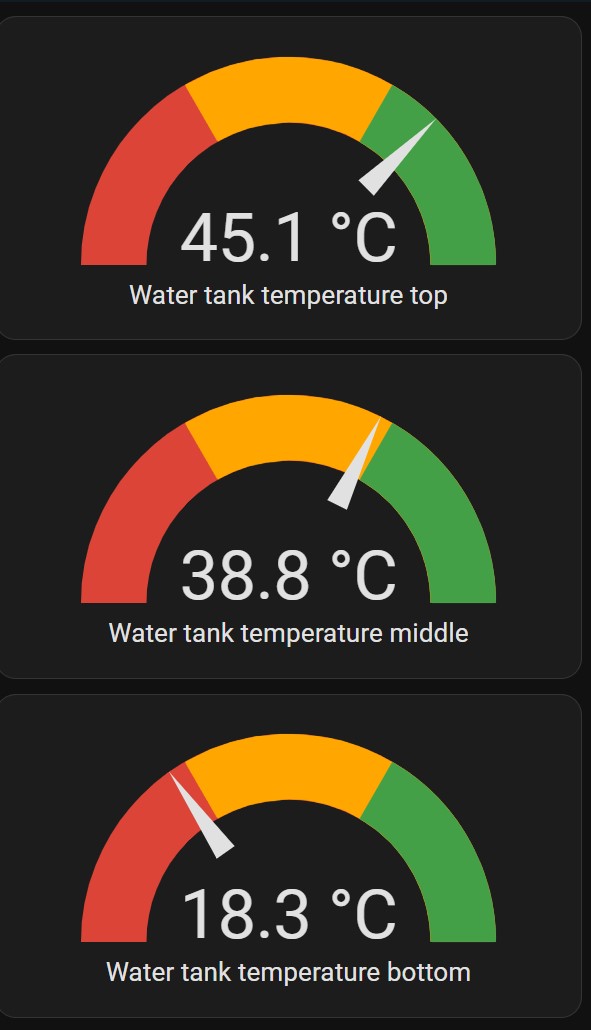 45.1 °C
Water tank temperature top
38.8 °C
Water tank temperature middle
18.3 °C
Water tank temperature bottom